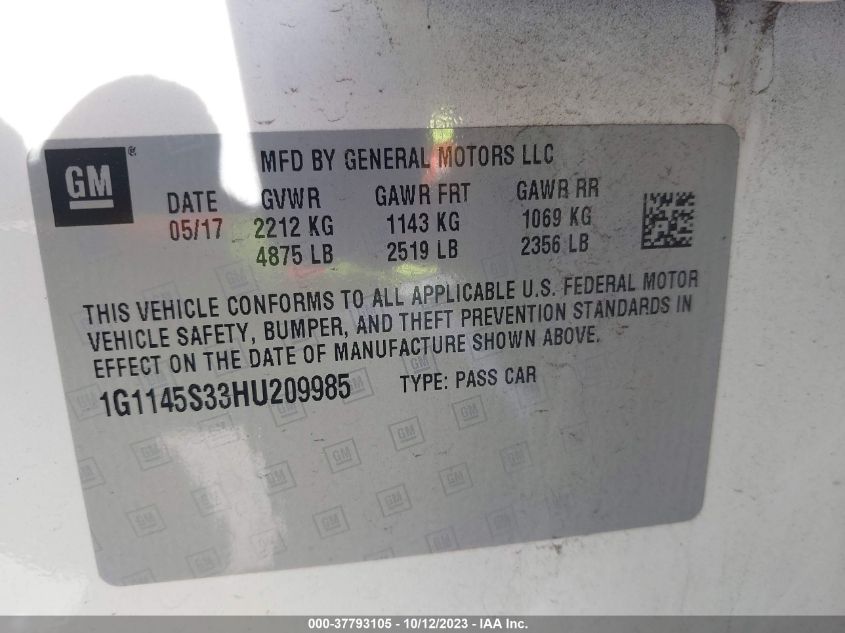 GM ® MFD BY GENERAL MOTORS LLC
DATE GVWR GAWR FRT GAWR RR
05/17 2212 KG 1143 KG 1069 KG
4875 LB 2519 LB 2356 LB
THIS VEHICLE CONFORMS TO ALL APPLICABLE U.S. FEDERAL MOTOR
VEHICLE SAFETY, BUMPER, AND THEFT PREVENTION STANDARDS IN
EFFECT ON THE DATE OF MANUFACTURE SHOWN ABOVE.
1G1145S33HU209985 TYPE: PASS CAR
000-37793105 - 10/12/2023 - IAA Inc.